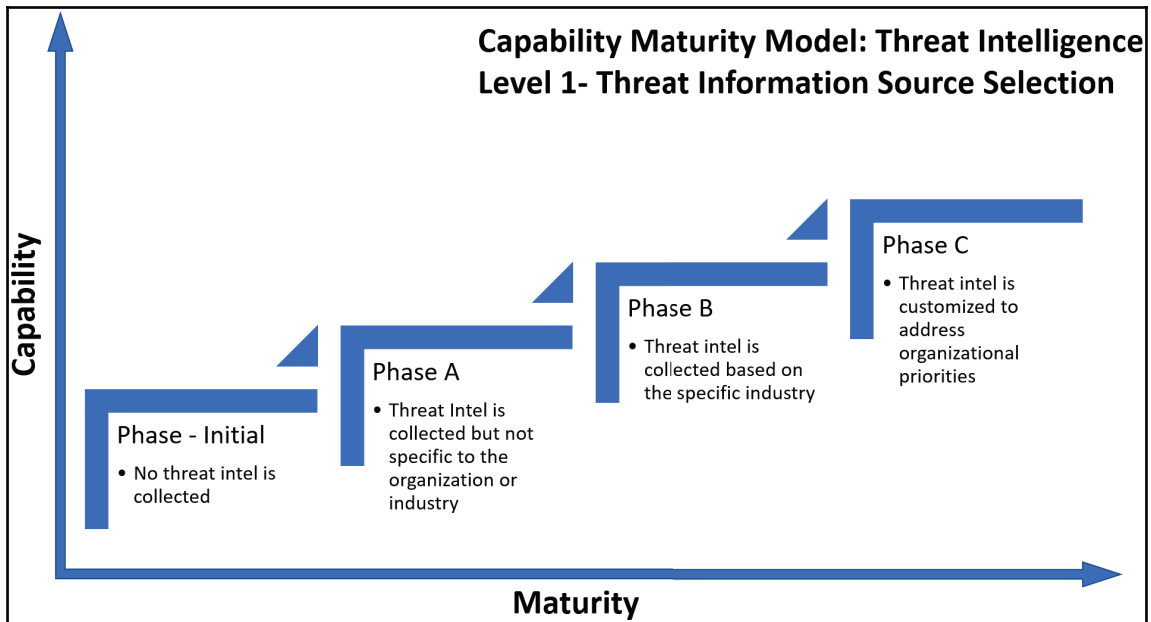 Capability Maturity Model: Threat Intelligence
Level 1- Threat Information Source Selection
Capability
Phase - Initial
• No threat intel is
collected
Phase A
• Threat Intel is
collected but not
specific to the
organization or
industry
Phase B
• Threat intel is
collected based on
the specific industry
Phase C
• Threat intel is
customized to
address
organizational
priorities
Maturity